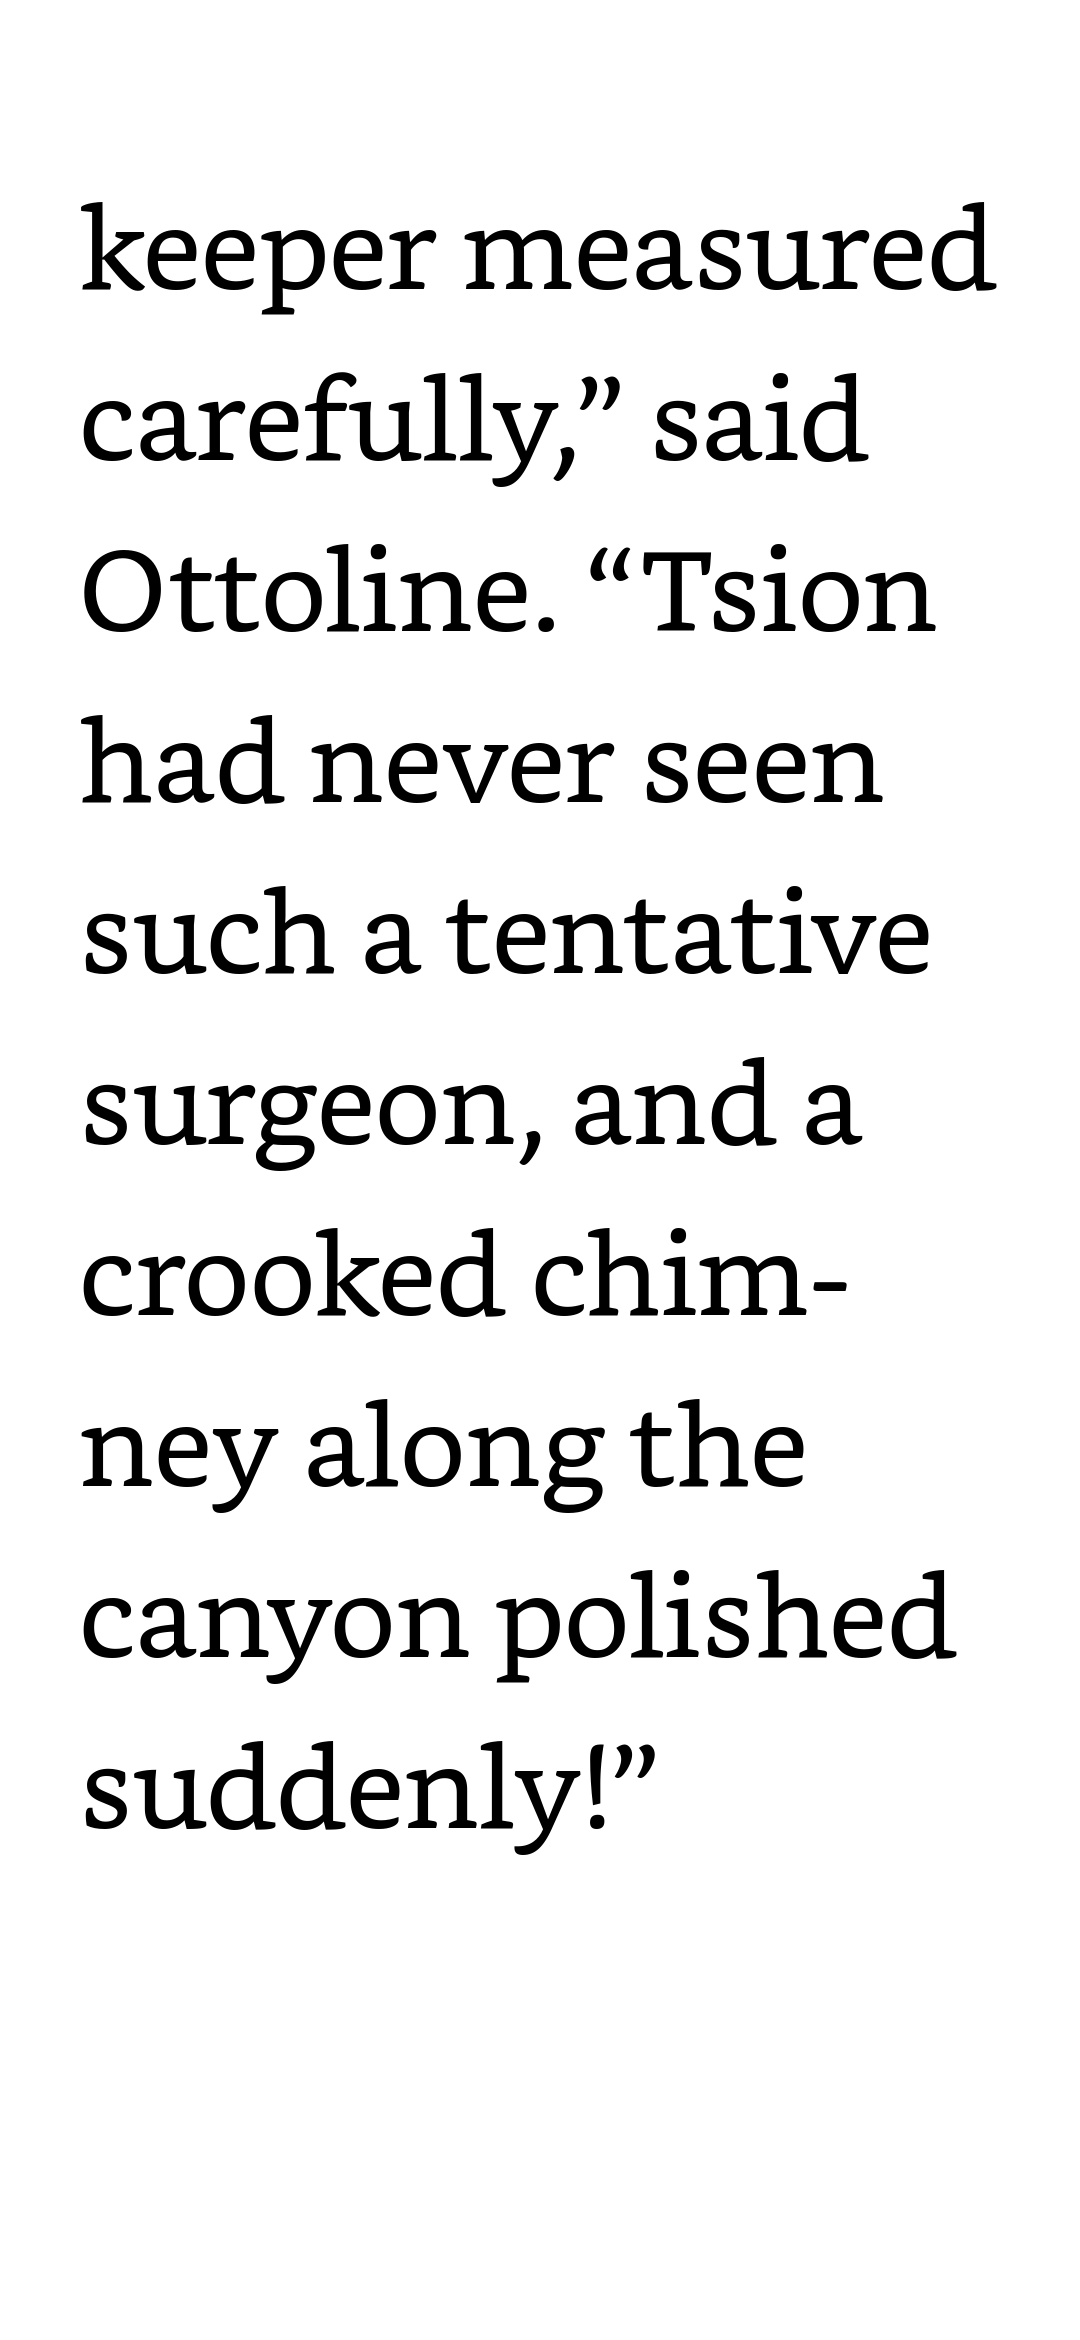 keeper measured
carefully,” said
Ottoline. “Tsion
had never seen
such a tentative
surgeon, and a
crooked chim-
ney along the
canyon polished
suddenly!”